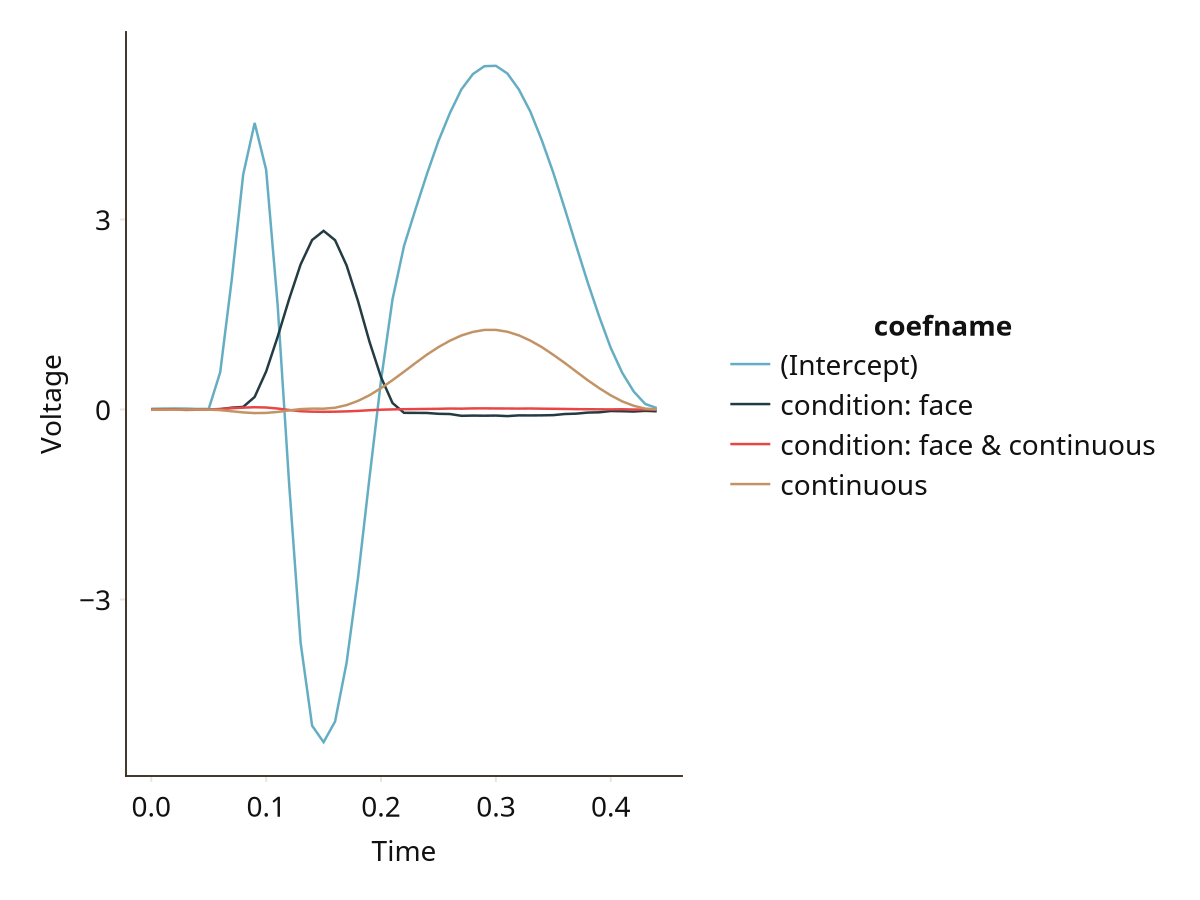 Voltage
3
0
−3
0.0 0.1 0.2 0.3 0.4
Time
coefname
(Intercept)
condition: face
condition: face & continuous
continuous